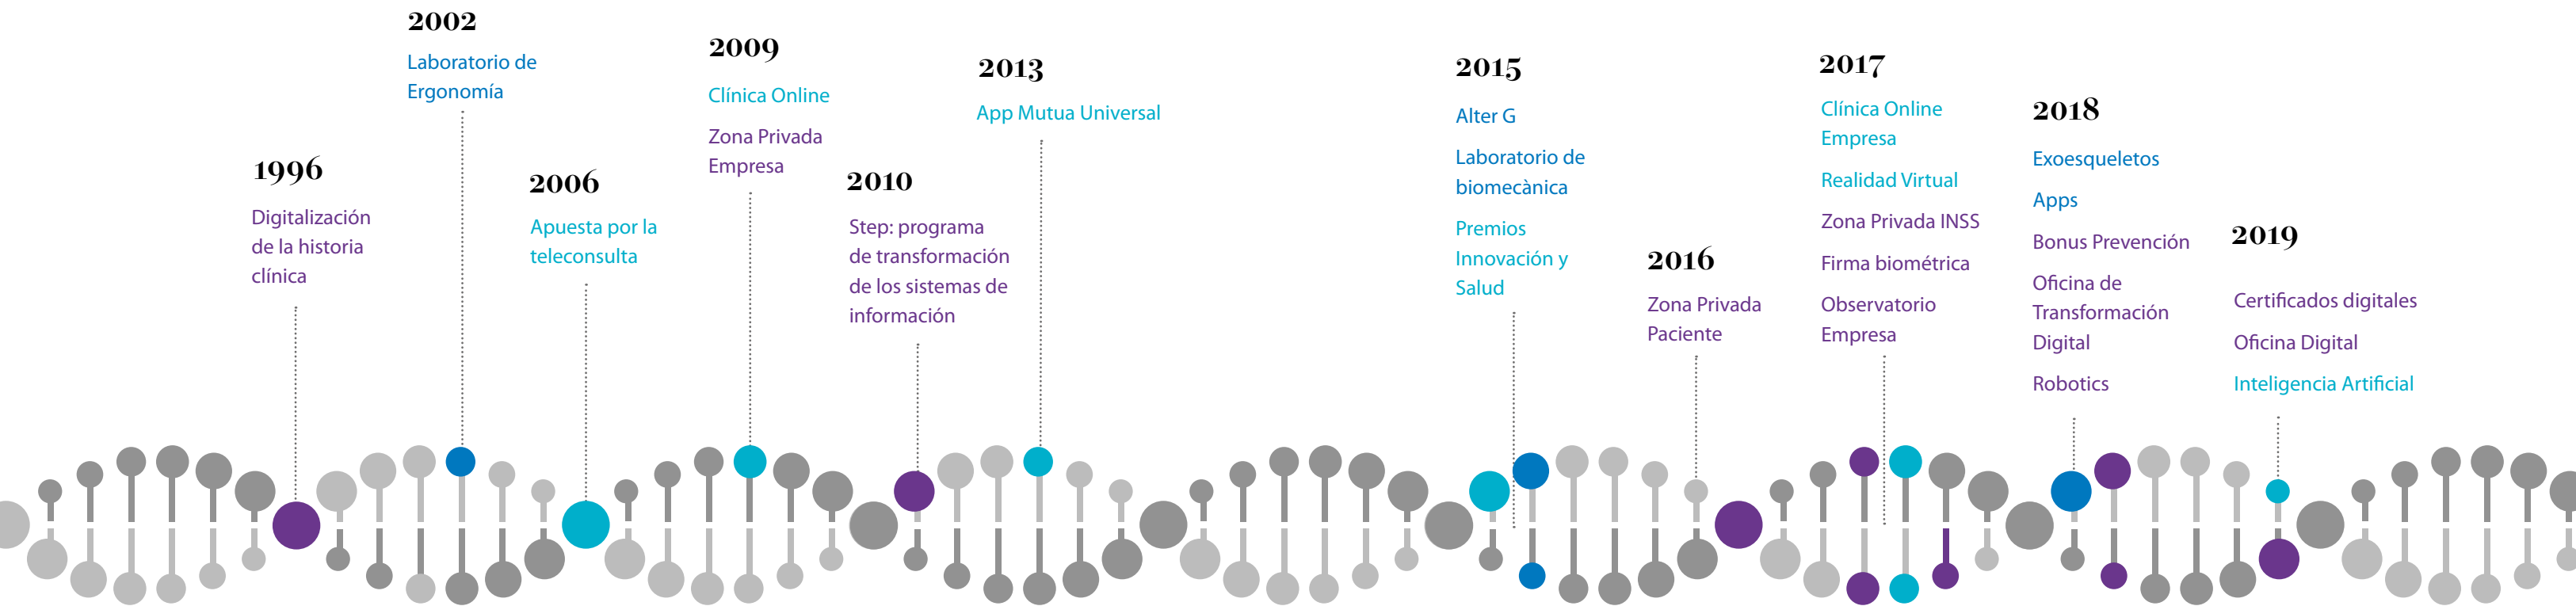 1996
Digitalización
de la historia
clínica
2002
Laboratorio de
Ergonomía
2006
Apuesta por la
teleconsulta
2009
Clínica Online
Zona Privada
Empresa
2010
Step: programa
de transformación
de los sistemas de
información
2013
App Mutua Universal
2015
Alter G
Laboratorio de
biomecànica
Premios
Innovación y
Salud
2016
Zona Privada
Paciente
2017
Clínica Online
Empresa
Realidad Virtual
Zona Privada INSS
Firma biométrica
Observatorio
Empresa
2018
Exoesqueletos
Apps
Bonus Prevención
Oficina de
Transformación
Digital
Robotics
2019
Certificados digitales
Oficina Digital
Inteligencia Artificial